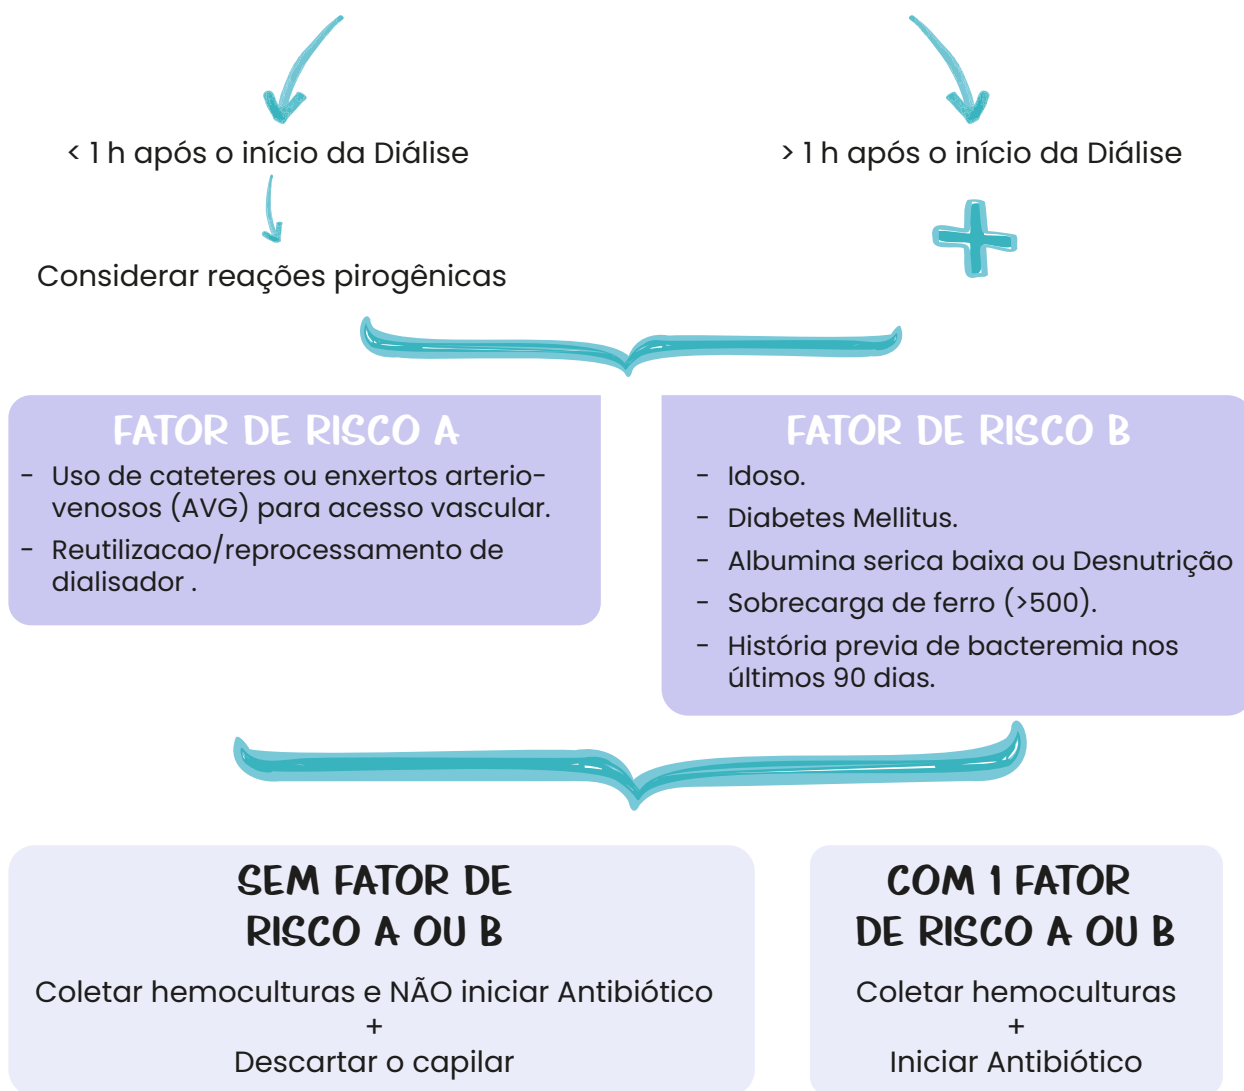 < 1 h após o início da Diálise
> 1 h após o início da Diálise
Considerar reações pirogênicas
FATOR DE RISCO A
- Uso de cateteres ou enxertos arterio-
venosos (AVG) para acesso vascular.
- Reutilizacao/reprocessamento de
dialisador .
FATOR DE RISCO B
- Idoso.
- Diabetes Mellitus.
- Albumina serica baixa ou Desnutrição
- Sobrecarga de ferro (>500).
- História previa de bacteremia nos
últimos 90 dias.
SEM FATOR DE
RISCO A OU B
Coletar hemoculturas e NÃO iniciar Antibiótico
+
Descartar o capilar
COM 1 FATOR
DE RISCO A OU B
Coletar hemoculturas
+
Iniciar Antibiótico